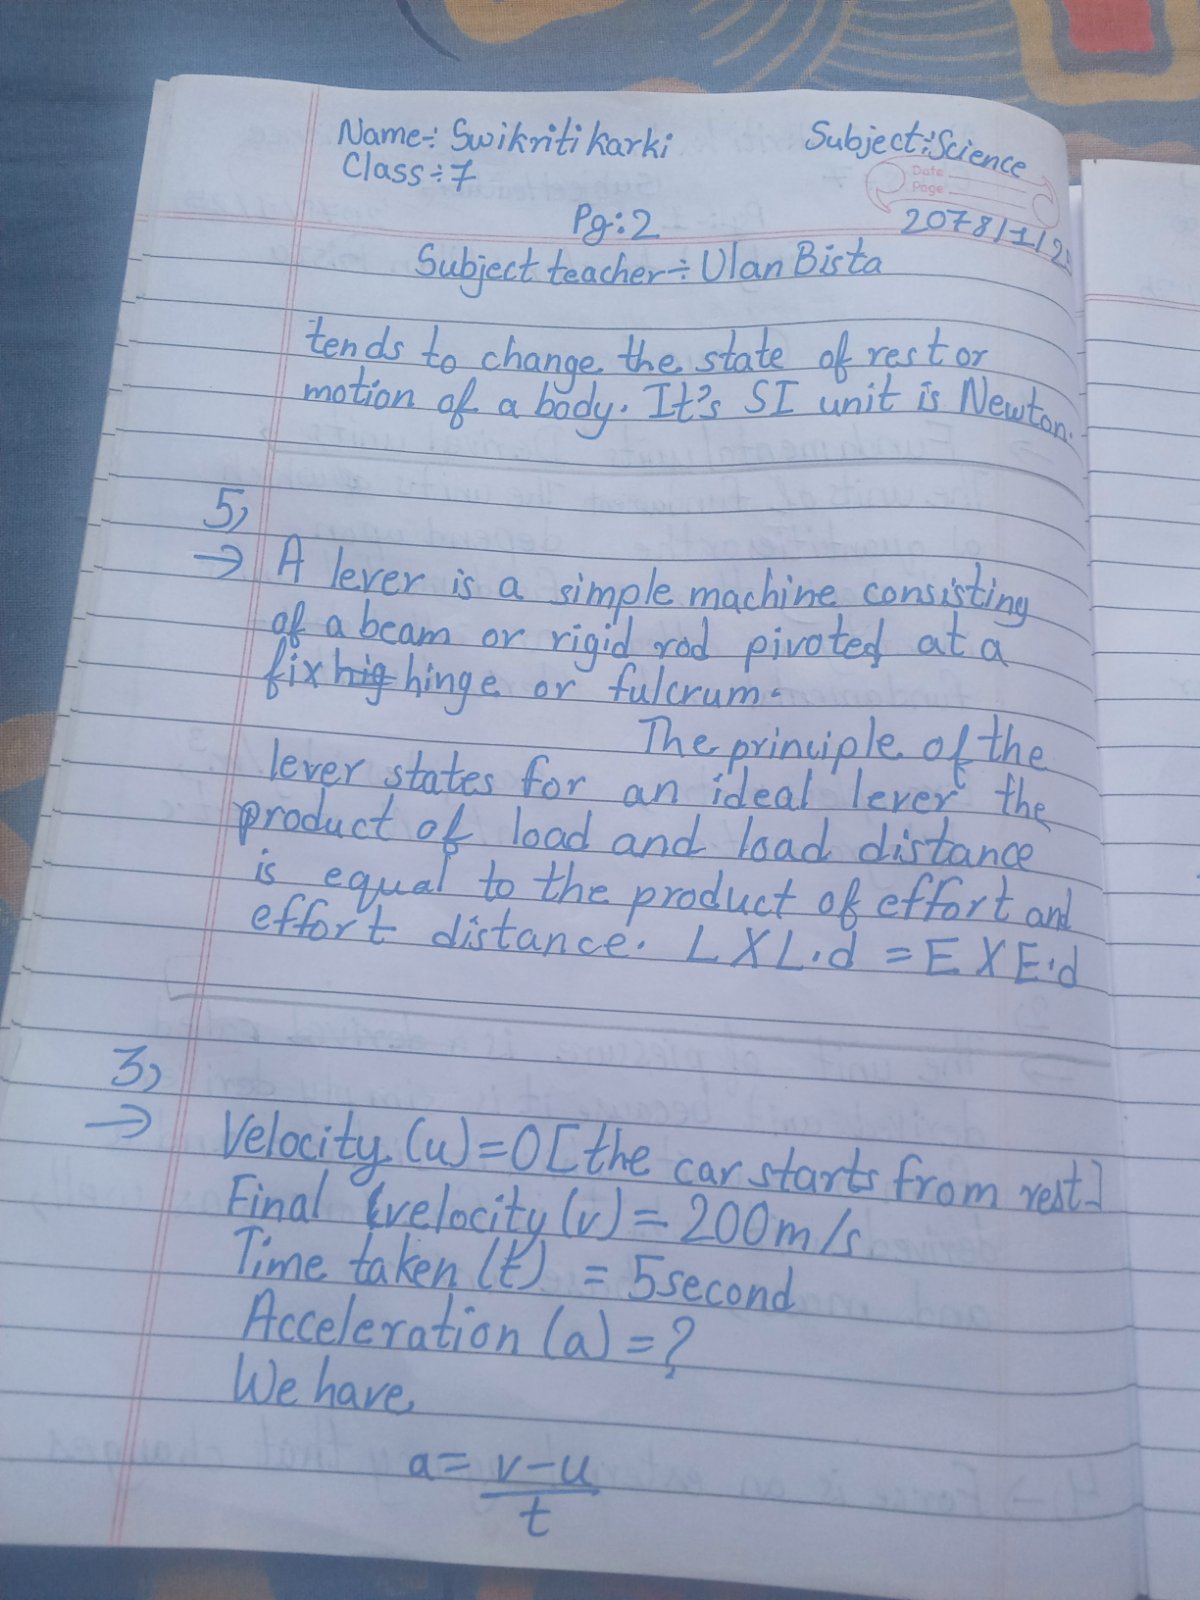 Name÷ Swikriti karki
Subject÷Science
Class÷7
Date
Page
Pg:2
2078/1/2
Subject teacher÷ Ulan Bista
tends to change the state of rest or
motion of a body. It's SI unit is Newton.
5,
→ A lever is a simple machine consisting
of a beam or rigid rod pivoted at a
fix hig hinge or fulcrum.
The principle of the
lever states for an ideal lever the
product of load and load distance
is equal to the product of effort and
effort distance. L X L.d = E X E.d
3,
→ Velocity (u)=0[the car starts from rest]
Final (velocity (v) = 200m/s
Time taken (t) = 5second
Acceleration (a) = ?
We have
a= v-u
t